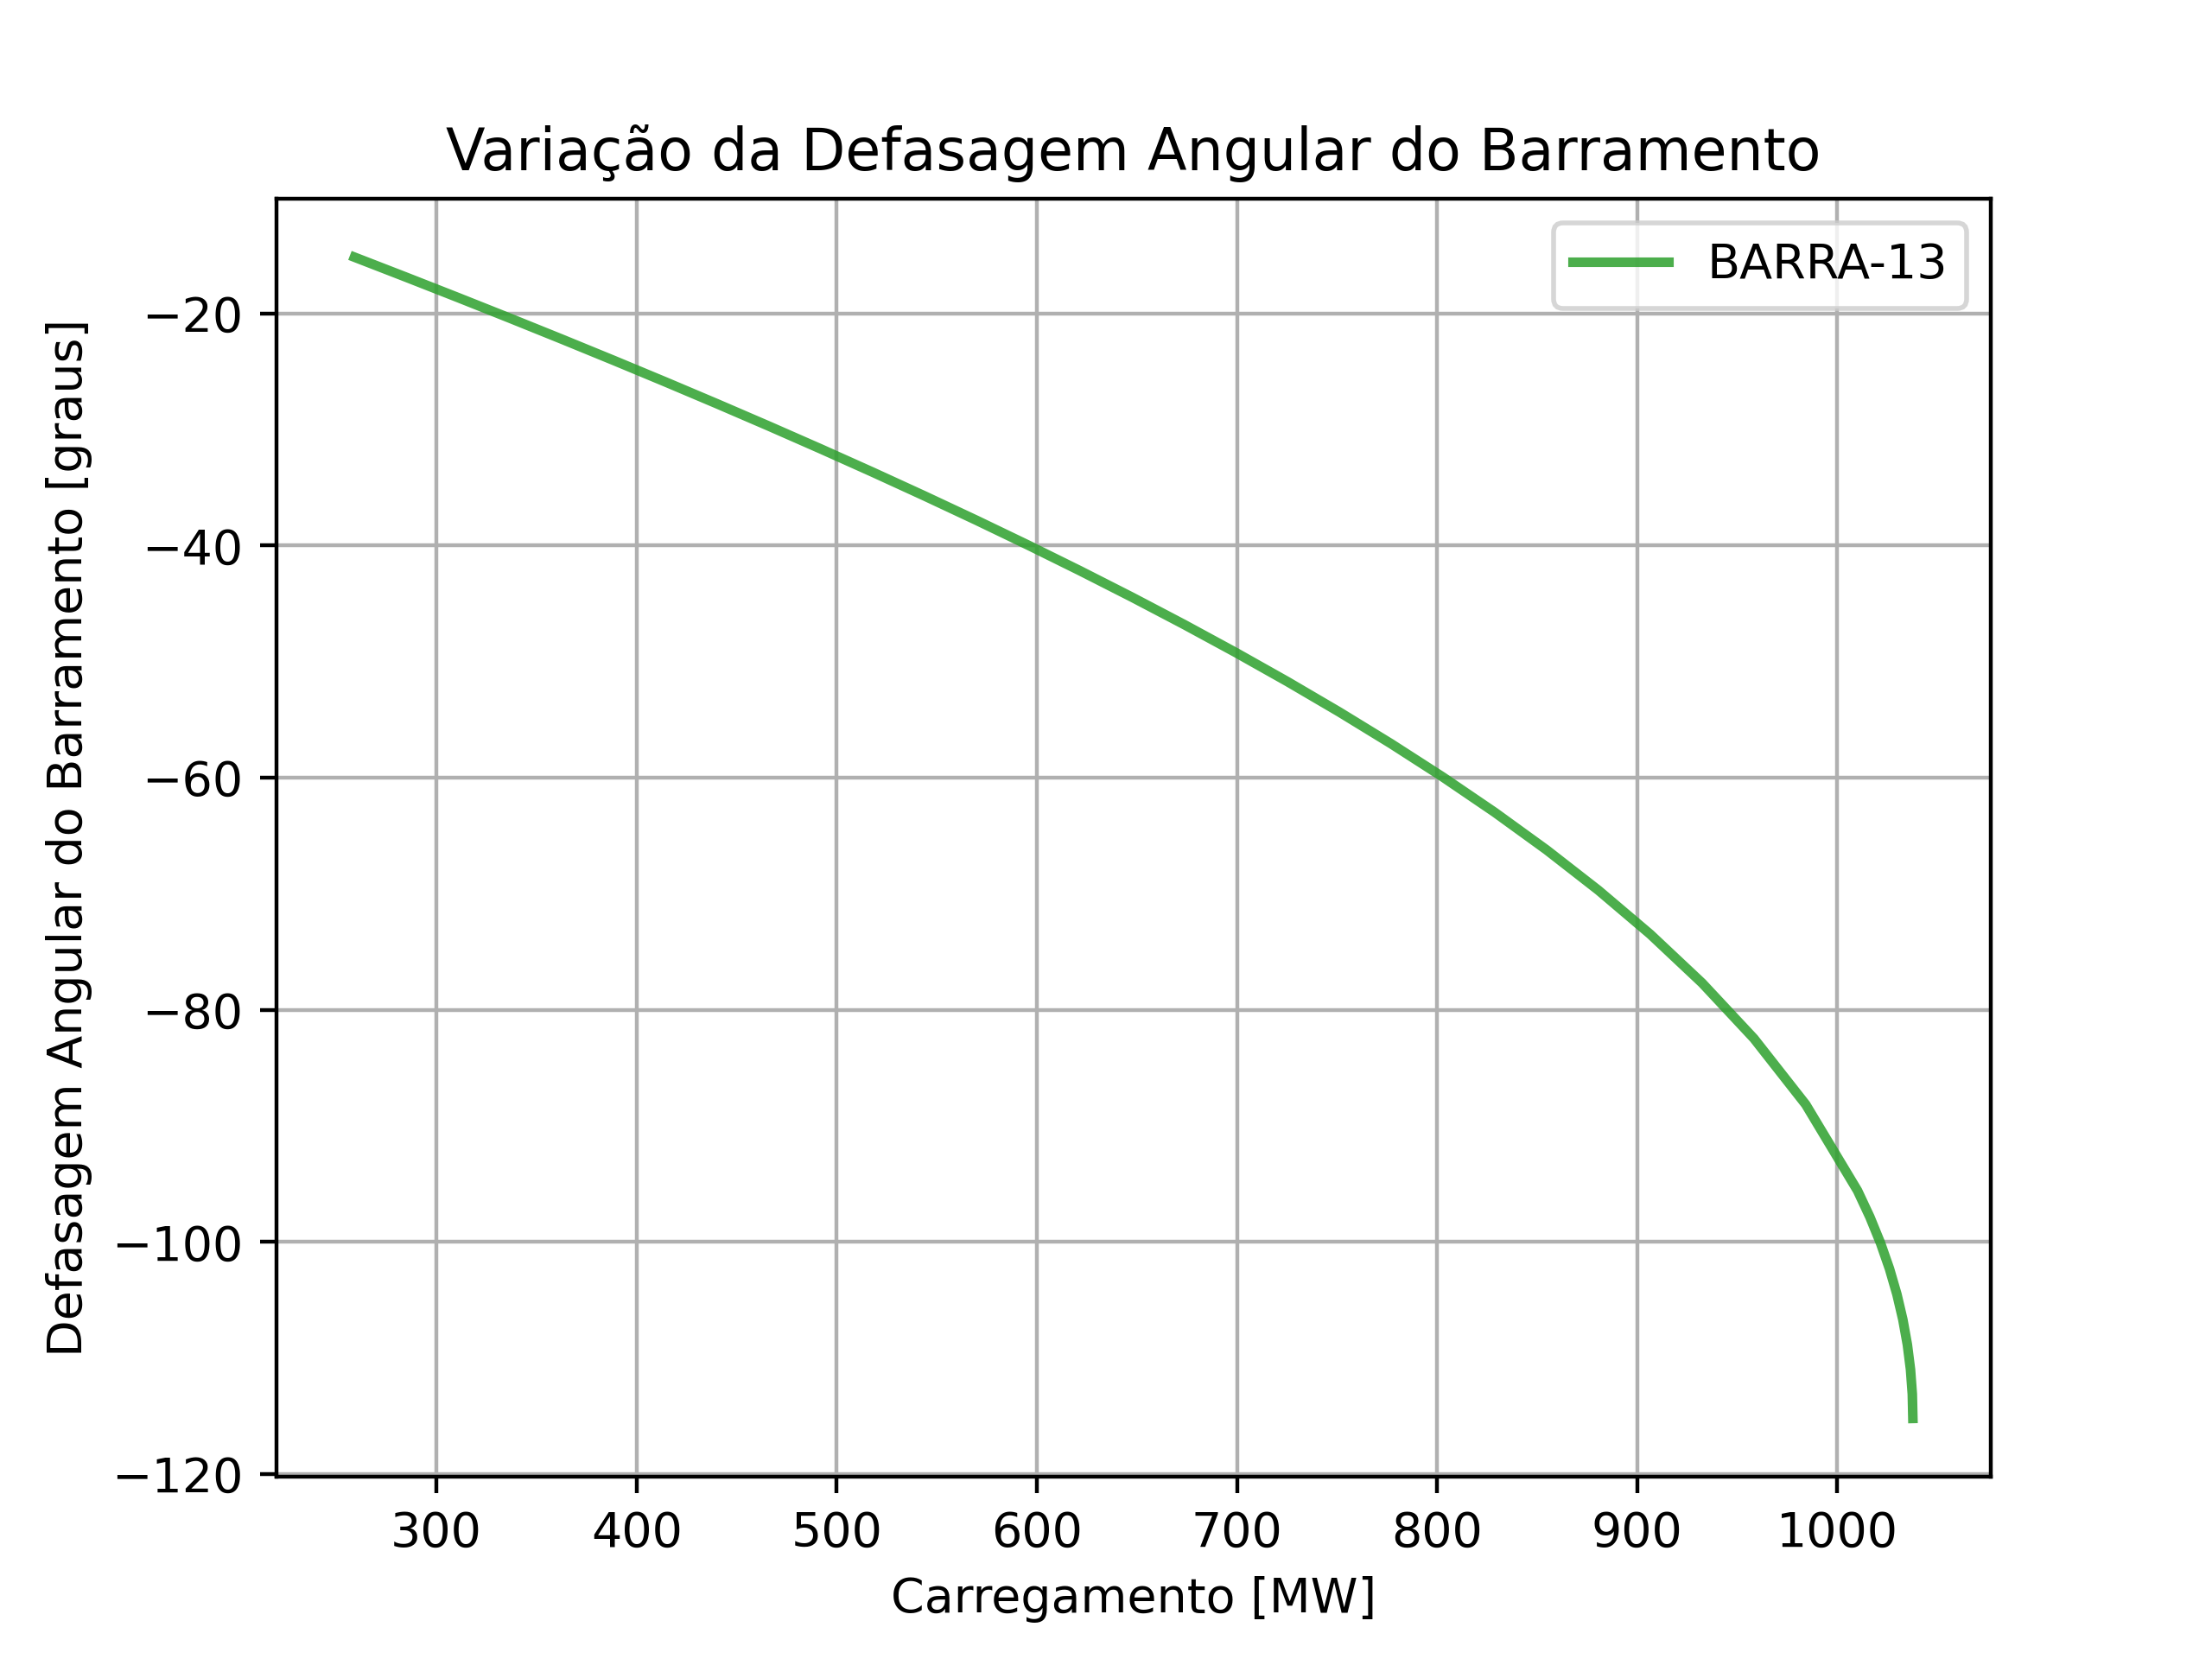 Variação da Defasagem Angular do Barramento
BARRA-13
Defasagem Angular do Barramento [graus]
−20
−40
−60
−80
−100
−120
300 400 500 600 700 800 900 1000
Carregamento [MW]